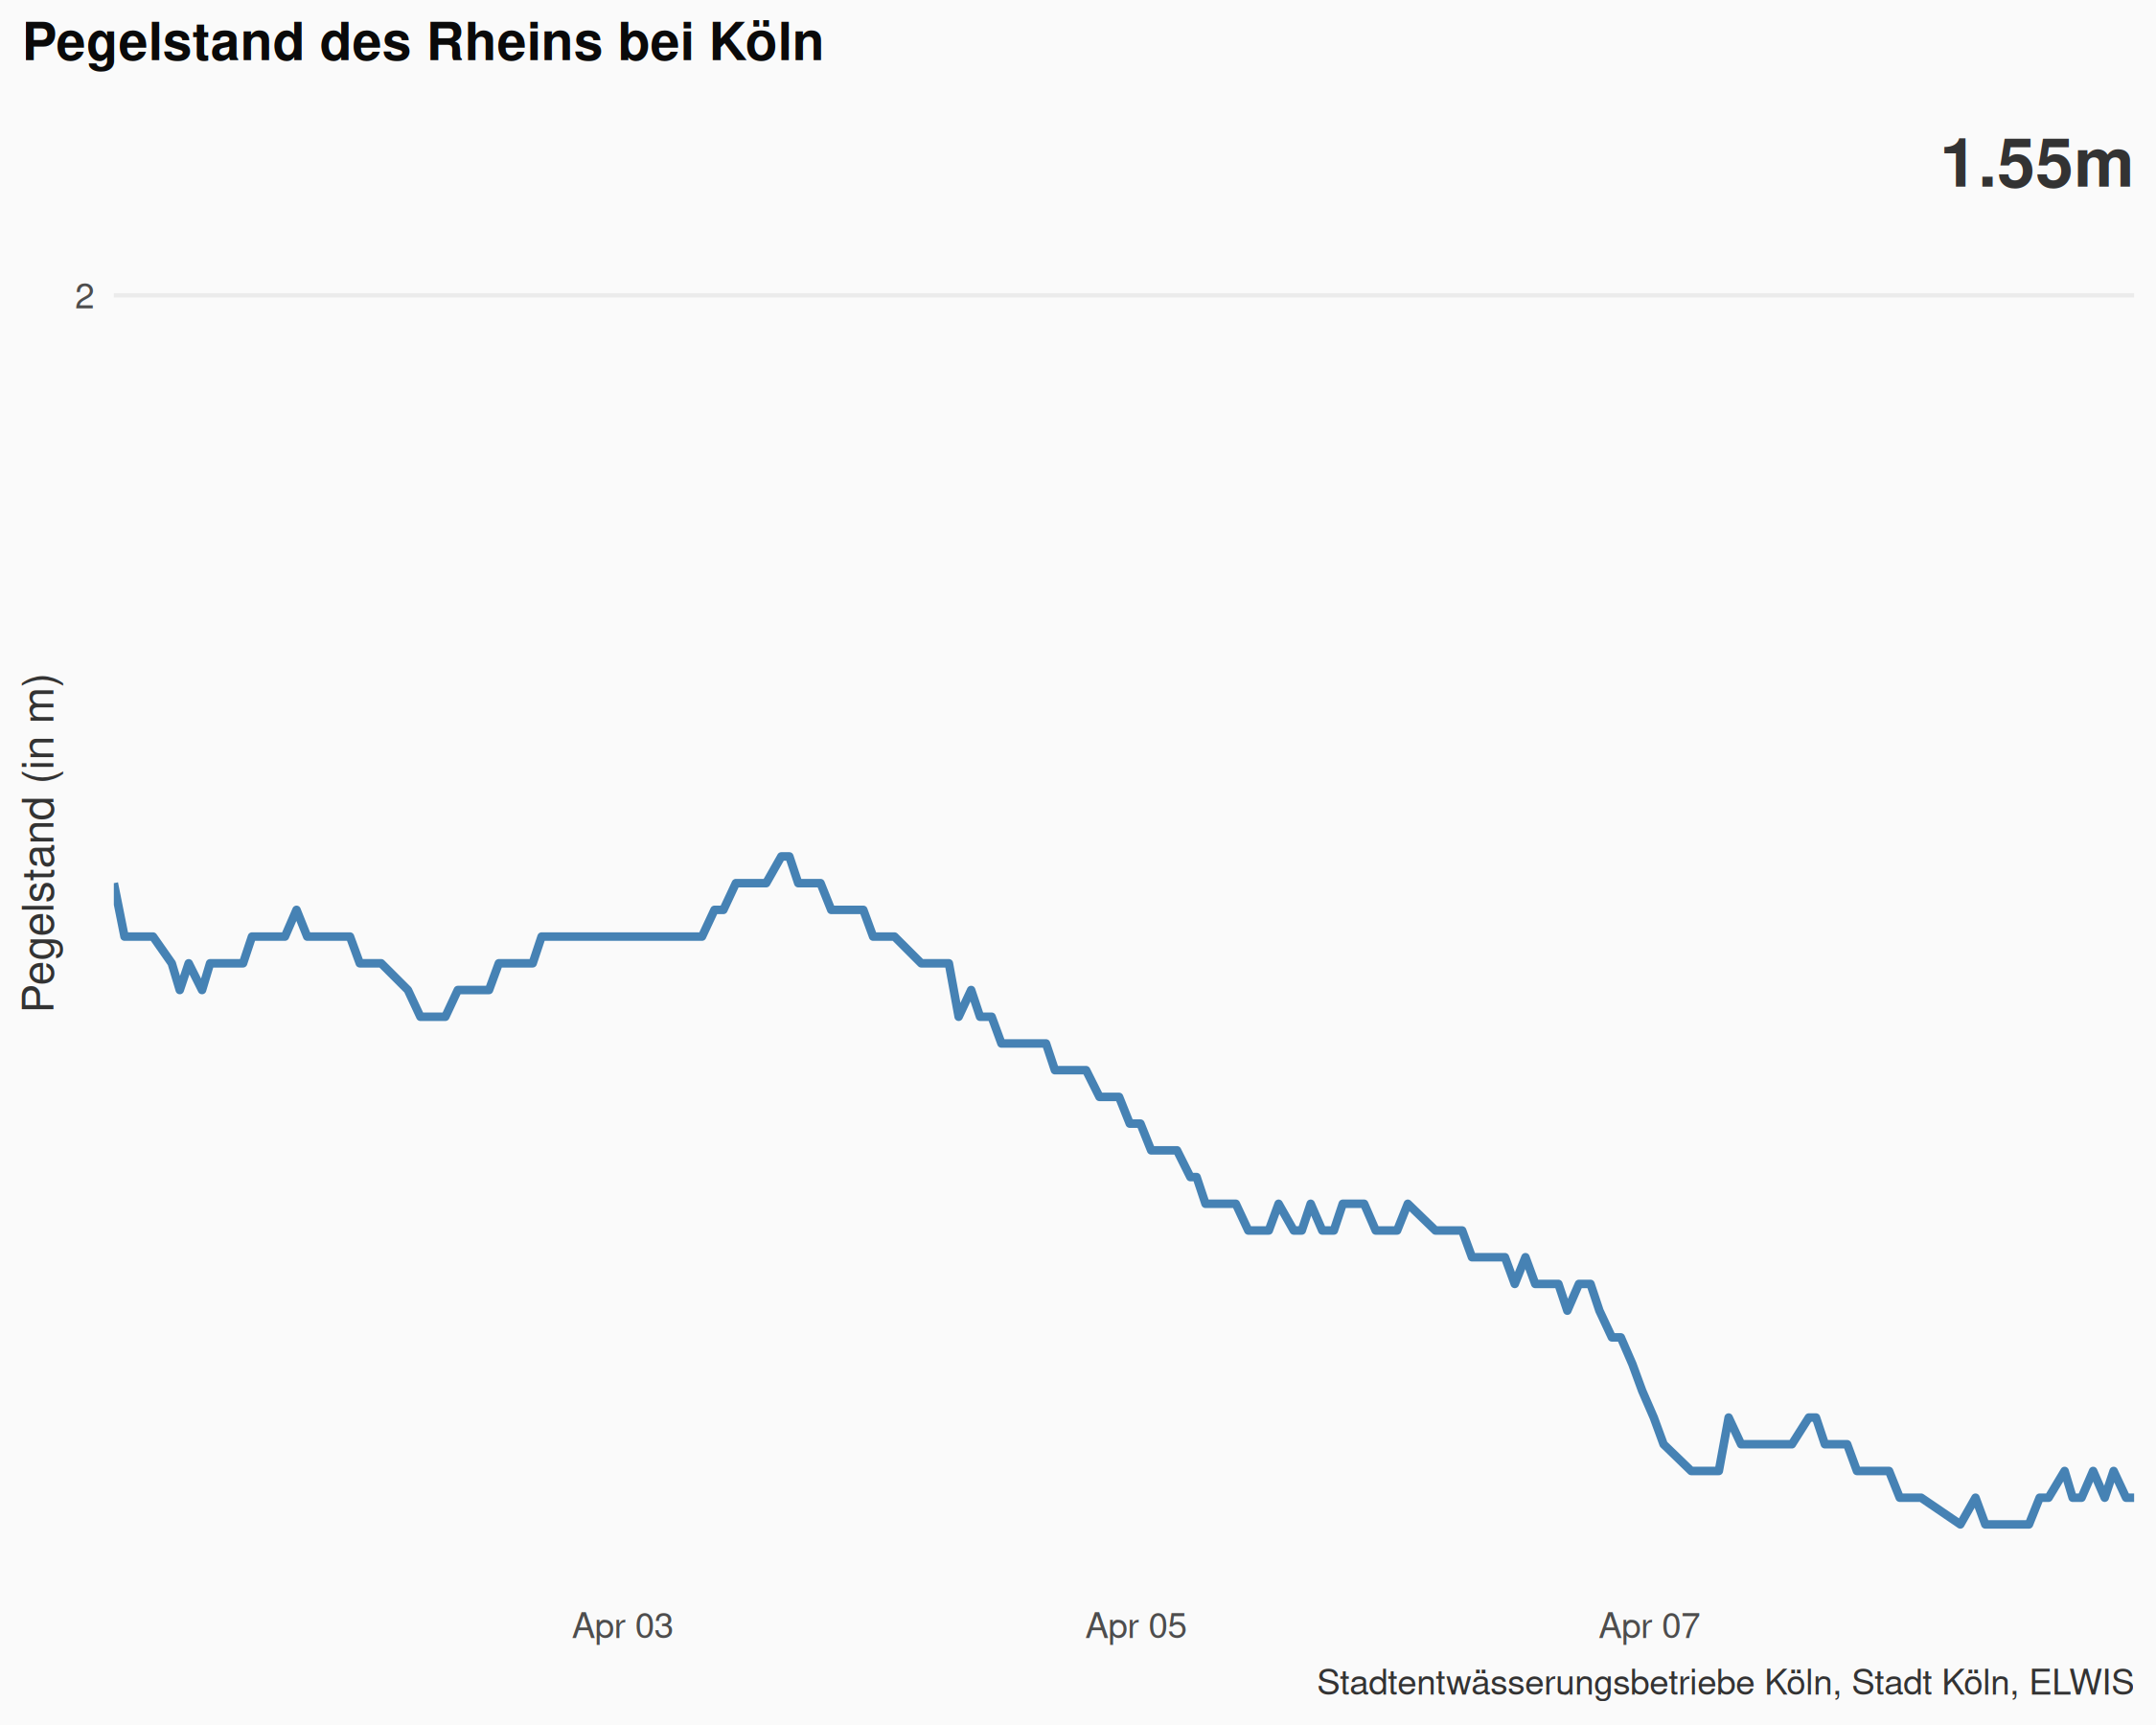 Pegelstand des Rheins bei Köln
1.55m
2
Pegelstand (in m)
Apr 03
Apr 05
Apr 07
Stadtentwässerungsbetriebe Köln, Stadt Köln, ELWIS